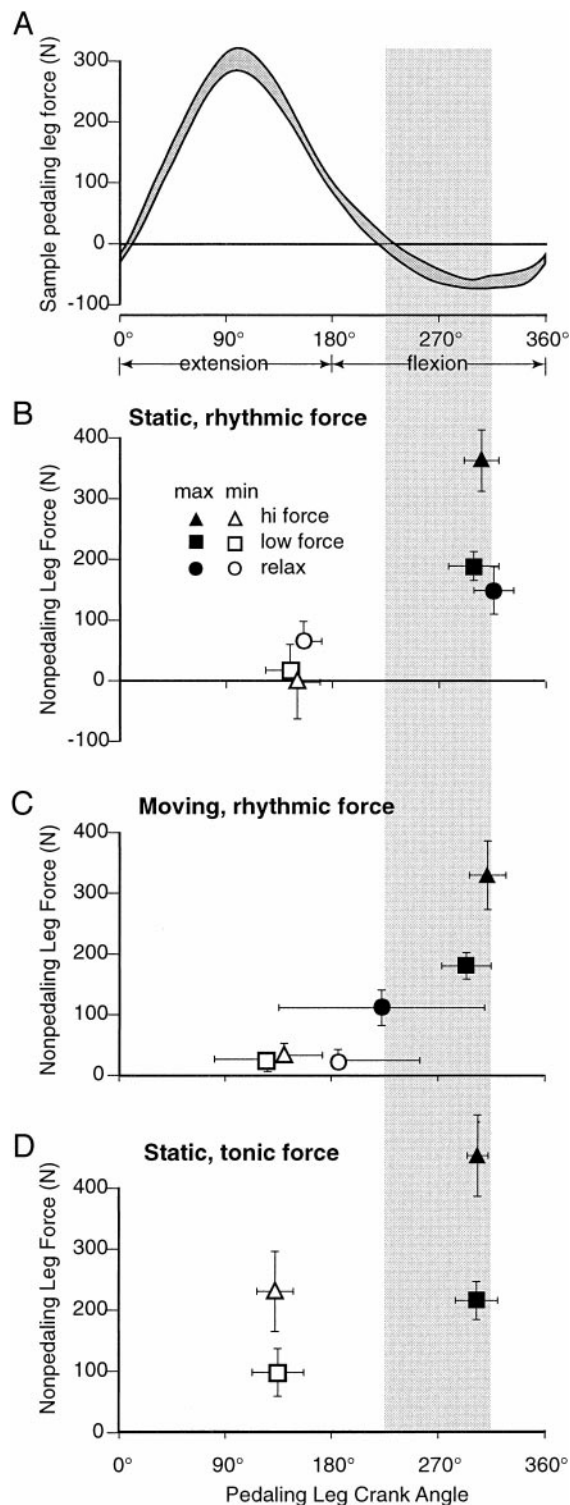 A
Sample pedaling leg force (N)
300
200
100
0
-100
0° 90° 180° 270° 360°
extension flexion
B
Static, rhythmic force
Nonpedaling Leg Force (N)
400
300
200
100
0
-100
max min
hi force
low force
relax
C
Moving, rhythmic force
Nonpedaling Leg Force (N)
400
300
200
100
0
D
Static, tonic force
Nonpedaling Leg Force (N)
400
300
200
100
0
0° 90° 180° 270° 360°
Pedaling Leg Crank Angle